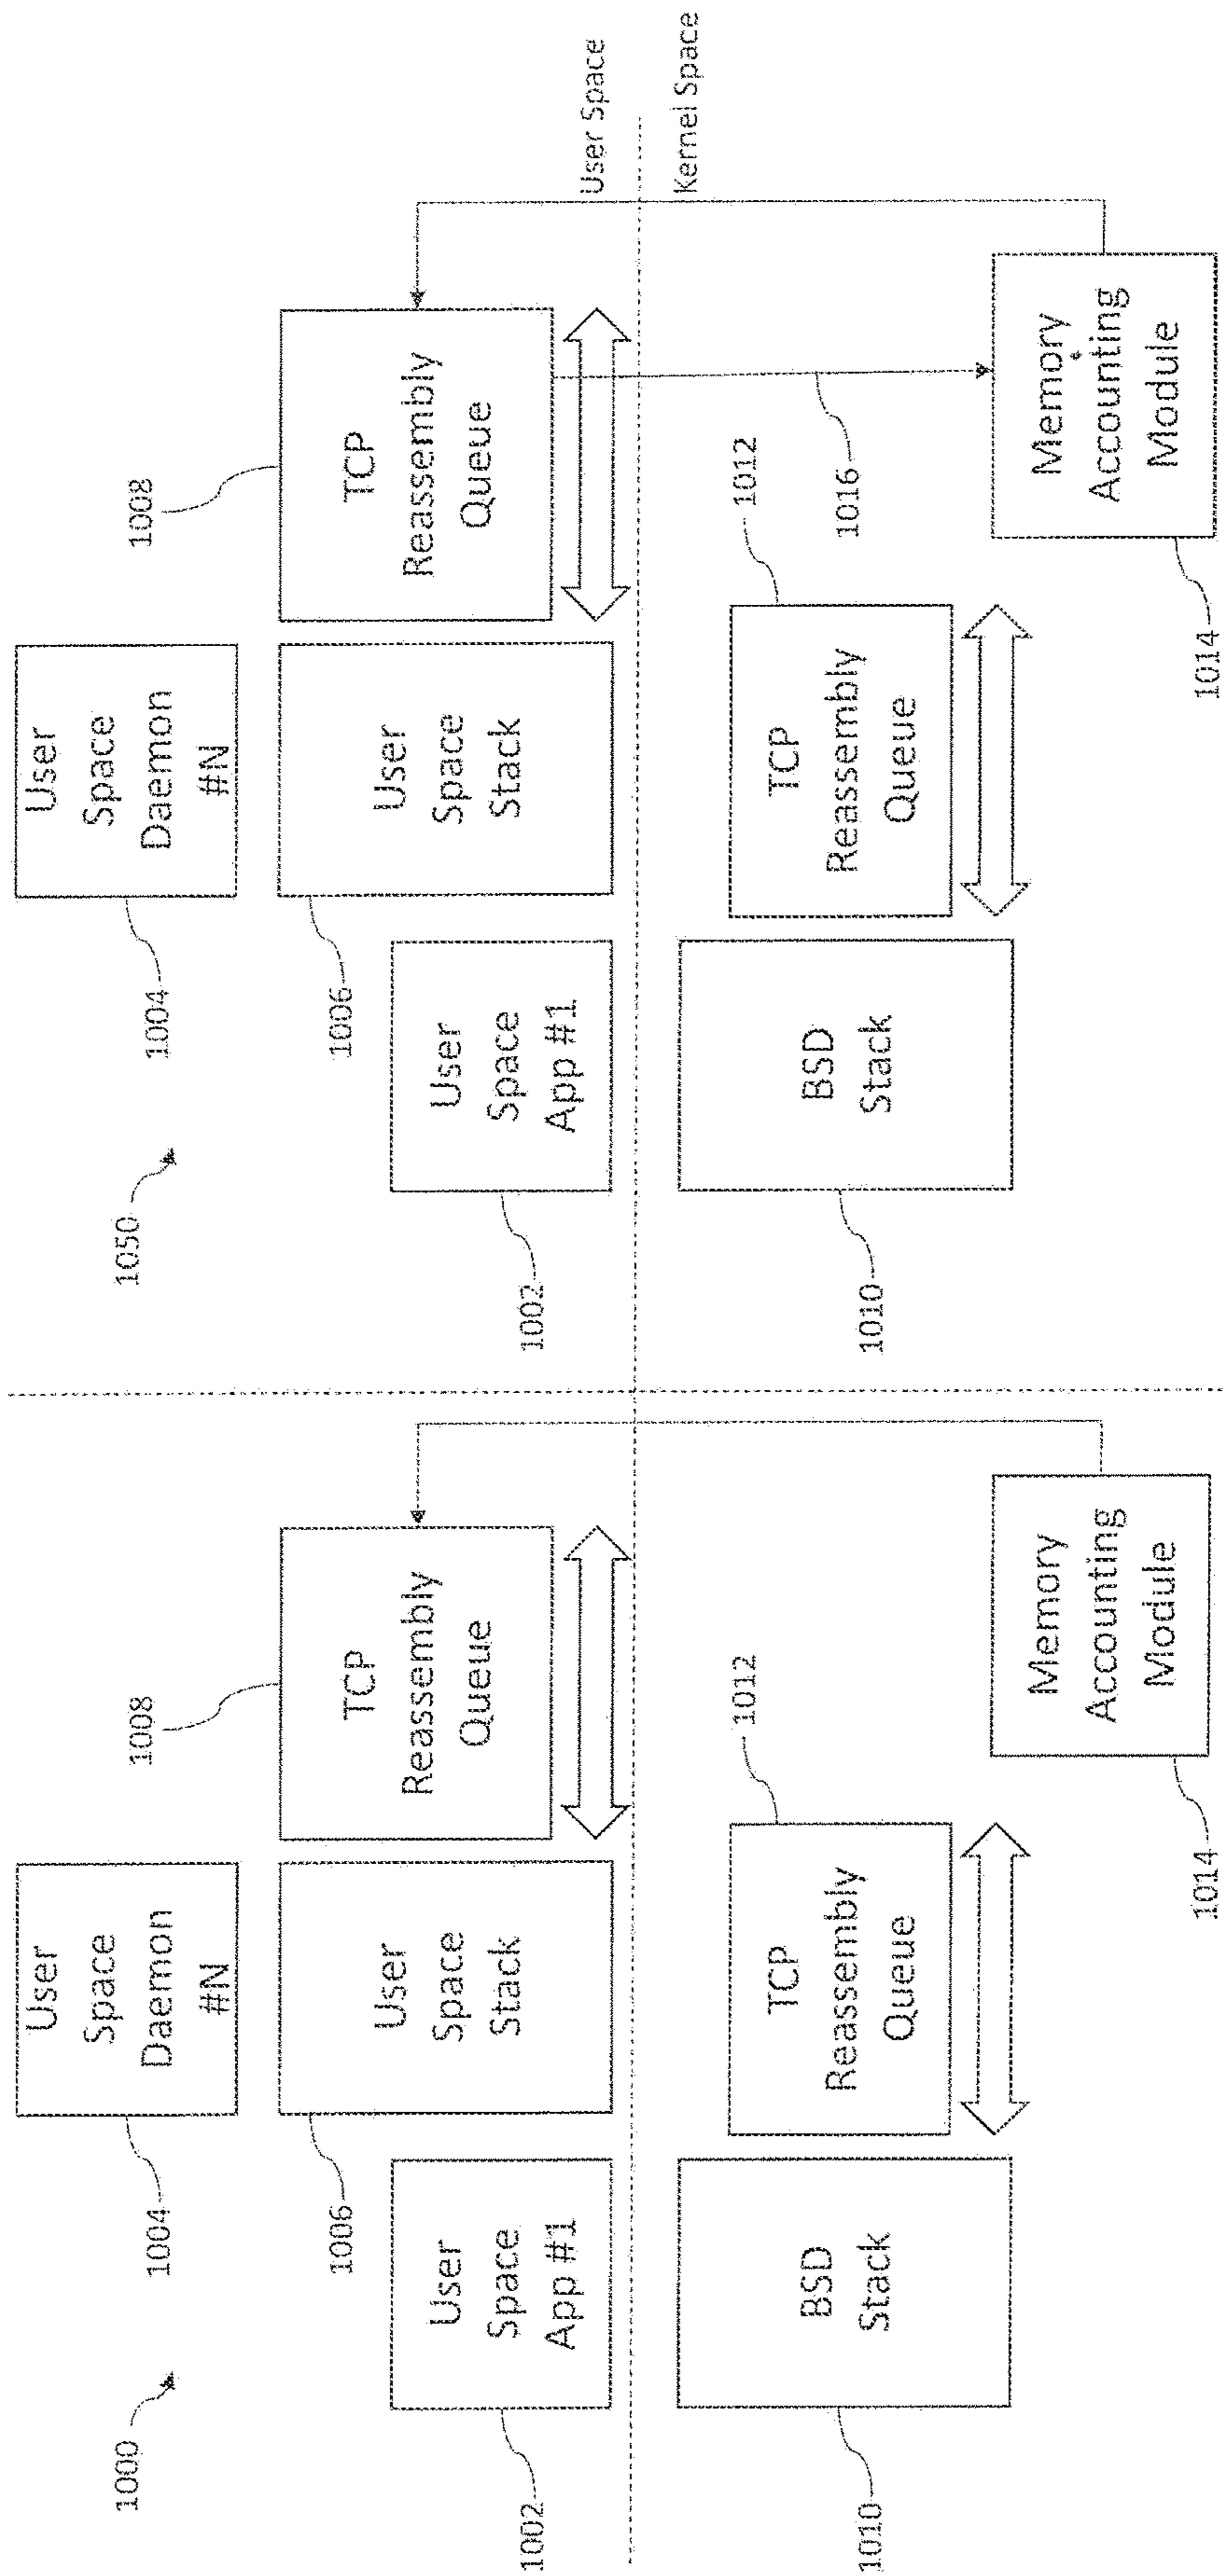 1000
1004
User
Space
Daemon
#N
1006
User
Space
Stack
1008
TCP
Reassembly
Queue
1002
User
Space
App #1
1010
BSD
Stack
1012
TCP
Reassembly
Queue
1014
Memory
Accounting
Module
1050
1004
User
Space
Daemon
#N
1006
User
Space
Stack
1008
TCP
Reassembly
Queue
1002
User
Space
App #1
User Space
Kernel Space
1010
BSD
Stack
1012
TCP
Reassembly
Queue
1016
1014
Memory
Accounting
Module